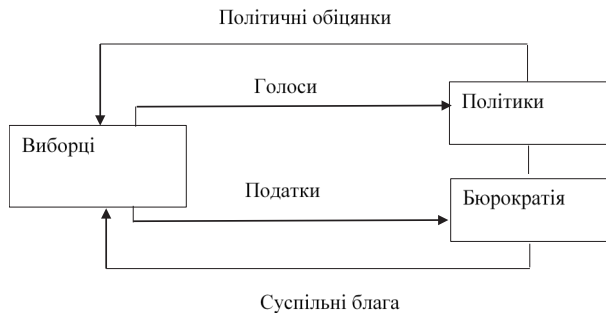 Політичні обіцянки
Голоси
Політики
Виборці
Податки
Бюрократія
Суспільні блага